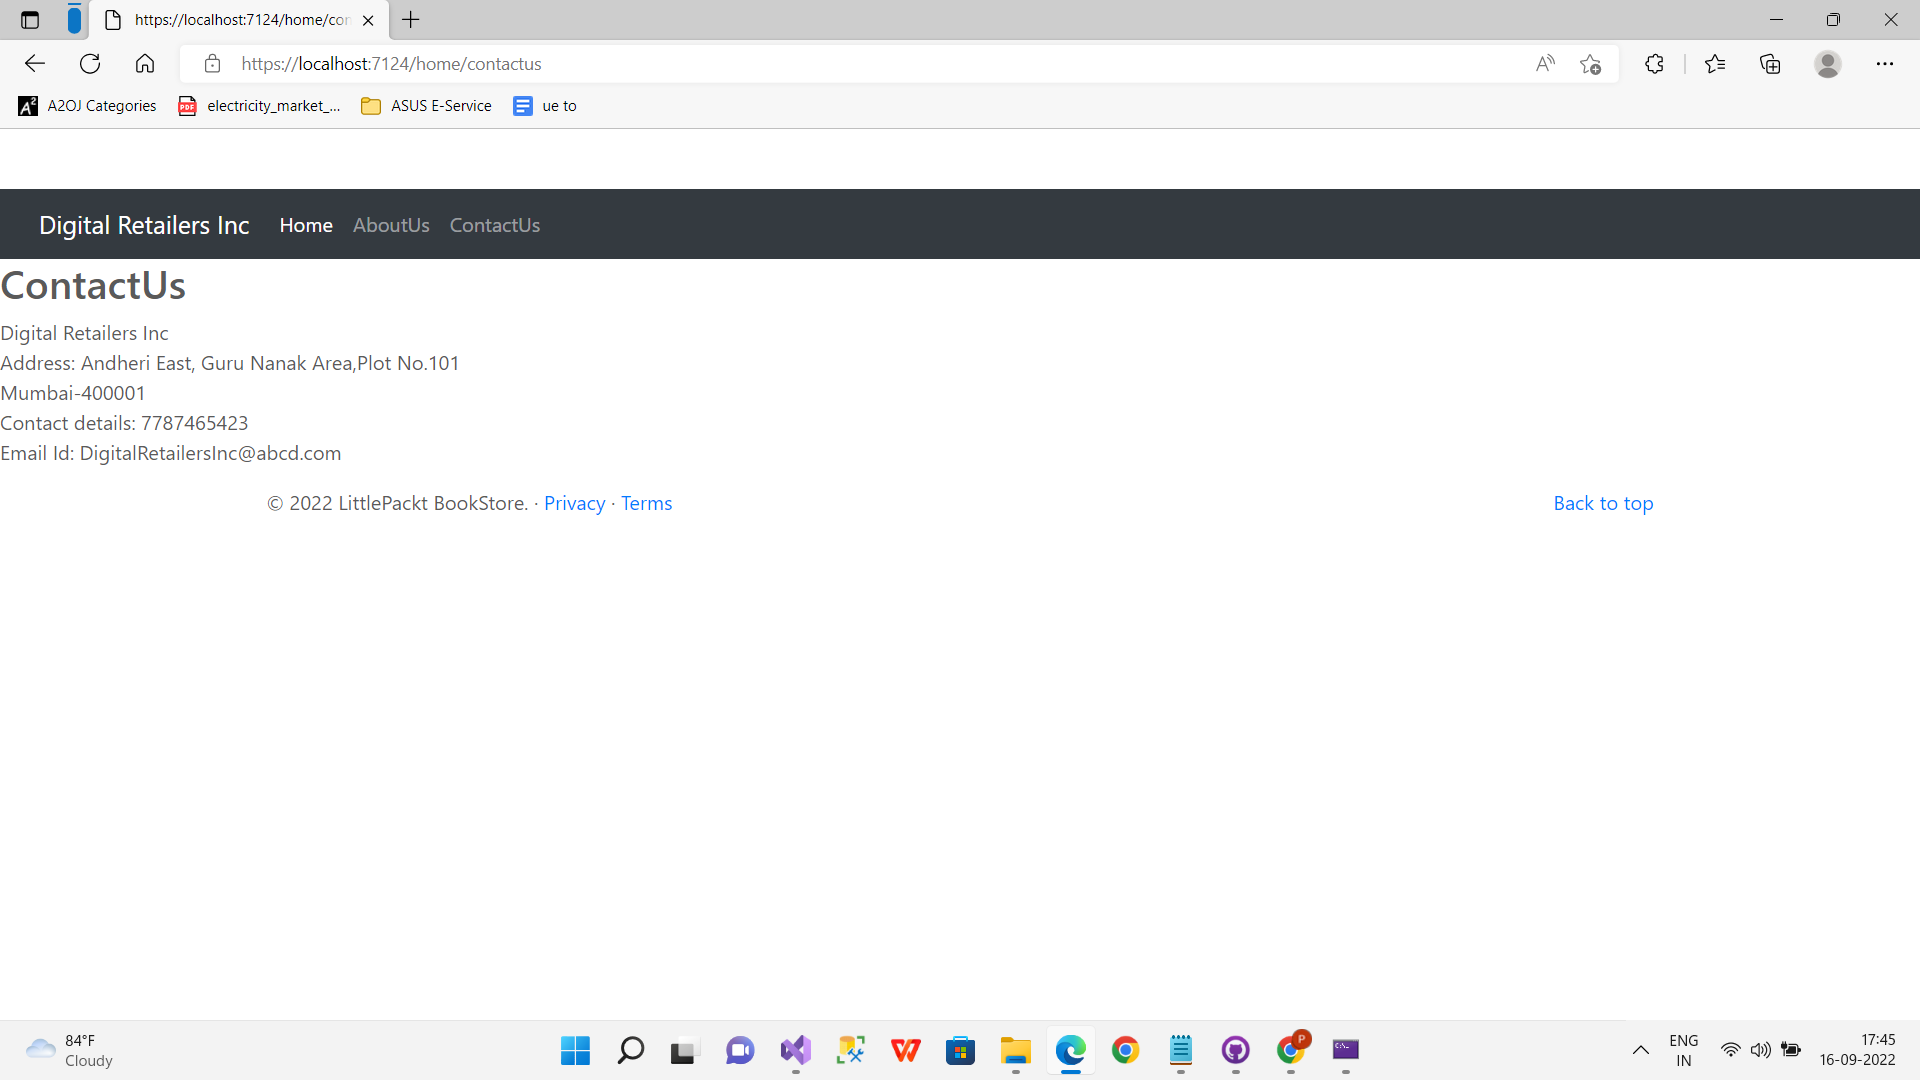 https://localhost:7124/home/con
https://localhost:7124/home/contactus
A2OJ Categories electricity_market_... ASUS E-Service ue to
Digital Retailers Inc Home AboutUs ContactUs
ContactUs
Digital Retailers Inc
Address: Andheri East, Guru Nanak Area,Plot No.101
Mumbai-400001
Contact details: 7787465423
Email Id: DigitalRetailersInc@abcd.com
© 2022 LittlePackt BookStore. · Privacy · Terms Back to top
84°F
Cloudy
ENG
IN
17:45
16-09-2022